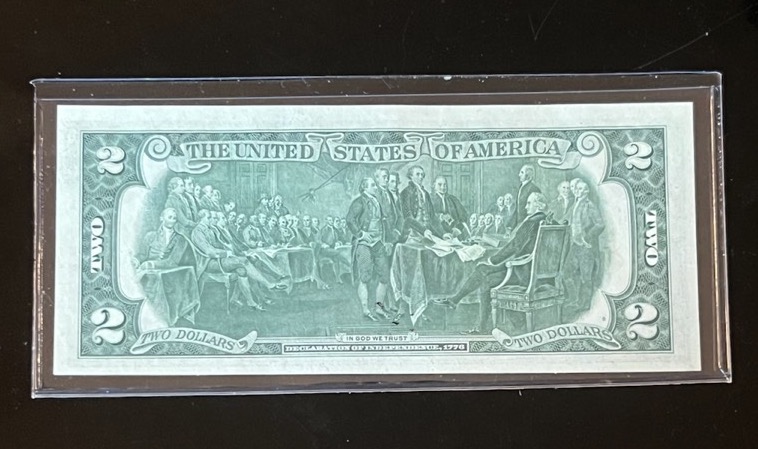 THE UNITED STATES OF AMERICA
2
2
TWO
TWO
2
2
TWO DOLLARS
TWO DOLLARS
IN GOD WE TRUST
DECLARATION OF INDEPENDENCE, 1776